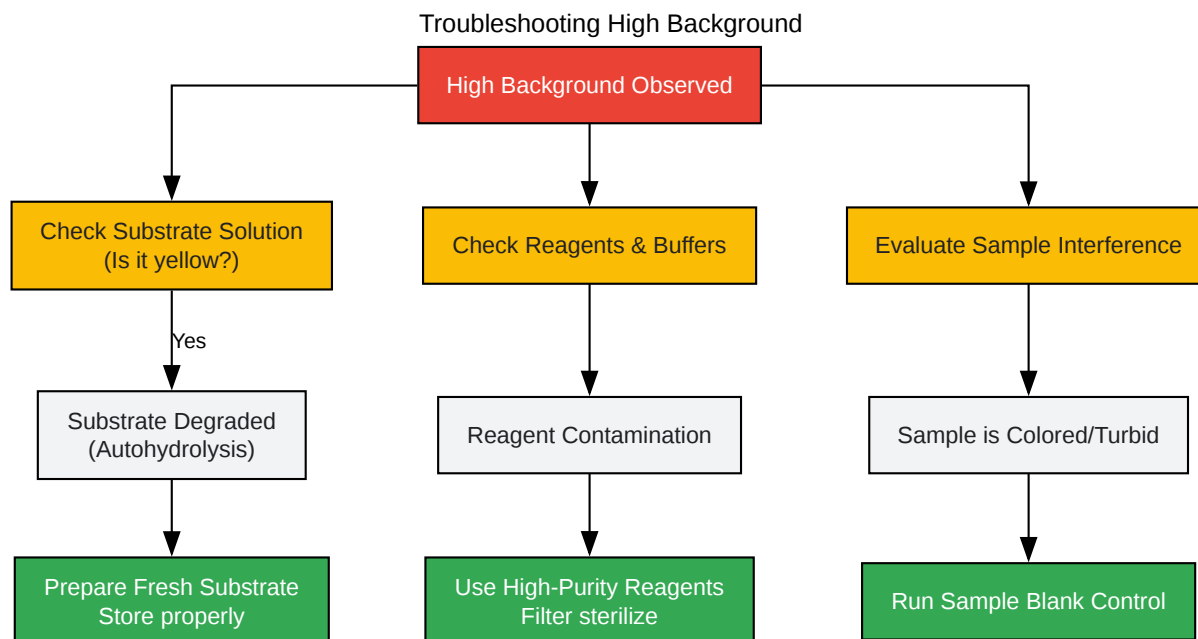 Troubleshooting High Background
High Background Observed
Check Substrate Solution
(Is it yellow?)
Check Reagents & Buffers
Evaluate Sample Interference
Yes
Substrate Degraded
(Autohydrolysis)
Reagent Contamination
Sample is Colored/Turbid
Prepare Fresh Substrate
Store properly
Use High-Purity Reagents
Filter sterilize
Run Sample Blank Control